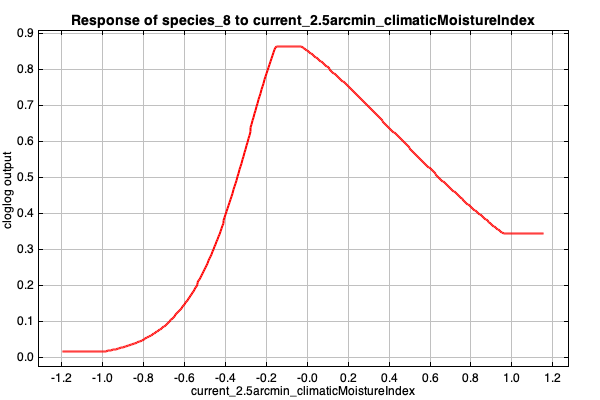 Response of species_8 to current_2.5arcmin_climaticMoistureIndex
0.9
0.8
0.7
0.6
0.5
0.4
0.3
0.2
0.1
0.0
cloglog output
-1.2 -1.0 -0.8 -0.6 -0.4 -0.2 -0.0 0.2 0.4 0.6 0.8 1.0 1.2
current_2.5arcmin_climaticMoistureIndex